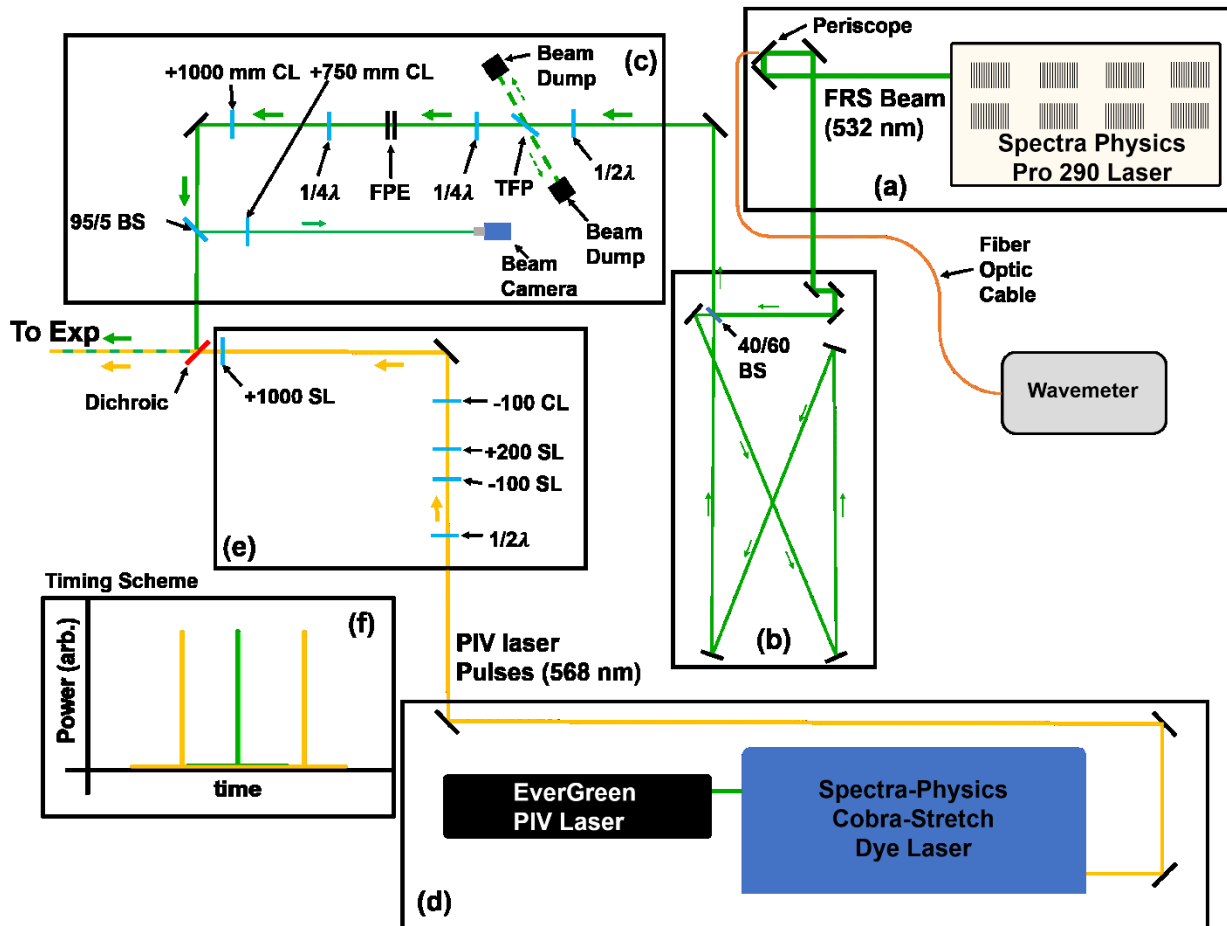 Periscope
FRS Beam
(532 nm)
Spectra Physics
Pro 290 Laser
(a)
Beam
Dump
(c)
+1000 mm CL
+750 mm CL
1/4λ
FPE
1/4λ
TFP
1/2λ
95/5 BS
Beam
Camera
Beam
Dump
Fiber
Optic
Cable
Wavemeter
40/60
BS
(b)
To Exp
Dichroic
+1000 SL
-100 CL
+200 SL
-100 SL
1/2λ
(e)
Timing Scheme
Power (arb.)
(f)
time
PIV laser
Pulses (568 nm)
EverGreen
PIV Laser
Spectra-Physics
Cobra-Stretch
Dye Laser
(d)